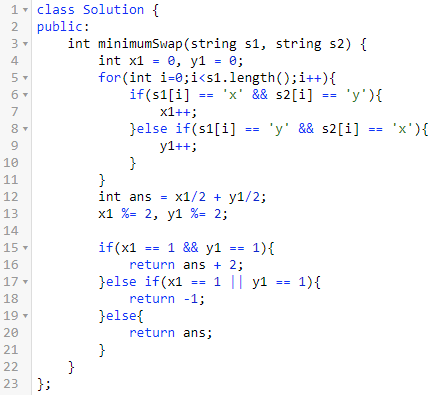 1 class Solution {
2 public:
3     int minimumSwap(string s1, string s2) {
4         int x1 = 0, y1 = 0;
5         for(int i=0;i<s1.length();i++){
6             if(s1[i] == 'x' && s2[i] == 'y'){
7                 x1++;
8             }else if(s1[i] == 'y' && s2[i] == 'x'){
9                 y1++;
10             }
11         }
12         int ans = x1/2 + y1/2;
13         x1 %= 2, y1 %= 2;
14
15         if(x1 == 1 && y1 == 1){
16             return ans + 2;
17         }else if(x1 == 1 || y1 == 1){
18             return -1;
19         }else{
20             return ans;
21         }
22     }
23 };